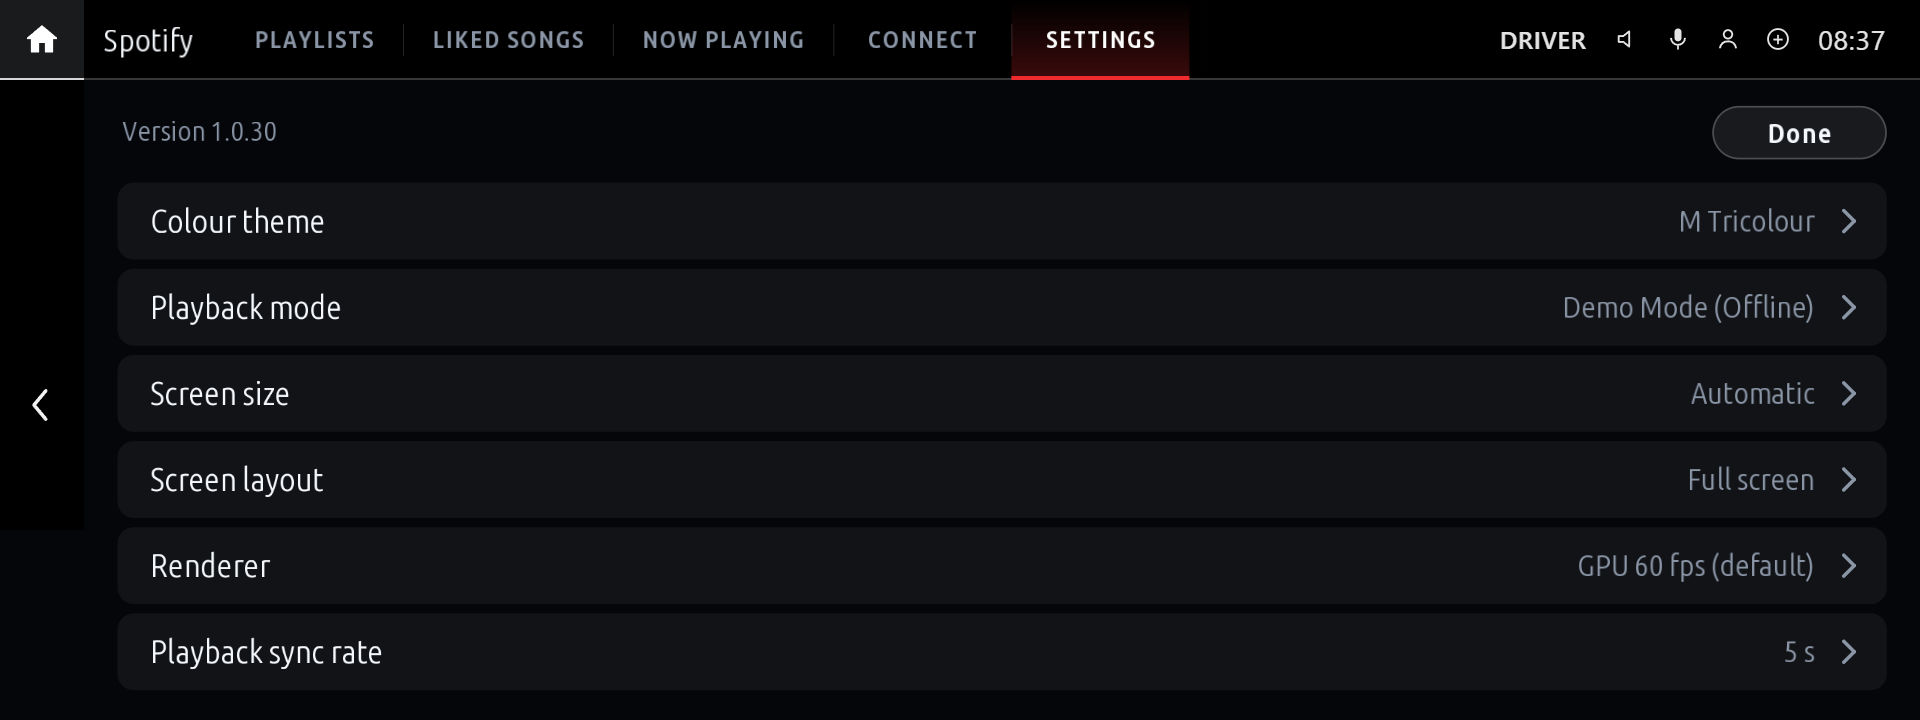 Spotify PLAYLISTS LIKED SONGS NOW PLAYING CONNECT SETTINGS DRIVER 08:37
Version 1.0.30 Done
Colour theme M Tricolour
Playback mode Demo Mode (Offline)
Screen size Automatic
Screen layout Full screen
Renderer GPU 60 fps (default)
Playback sync rate 5 s